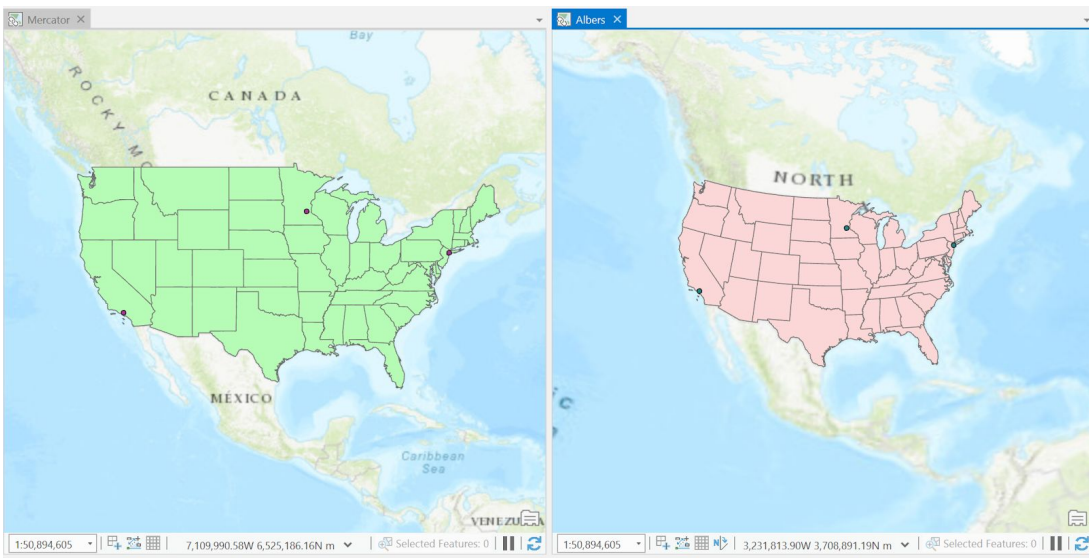 Mercator
Albers
Bay
ROCKY MO
CANADA
MÉXICO
Caribbean
Sea
VENEZU A
NORTH
c
1:50,894,605
7,109,990.58W 6,525,186.16N m
Selected Features: 0
1:50,894,605
3,231,813.90W 3,708,891.19N m
Selected Features: 0